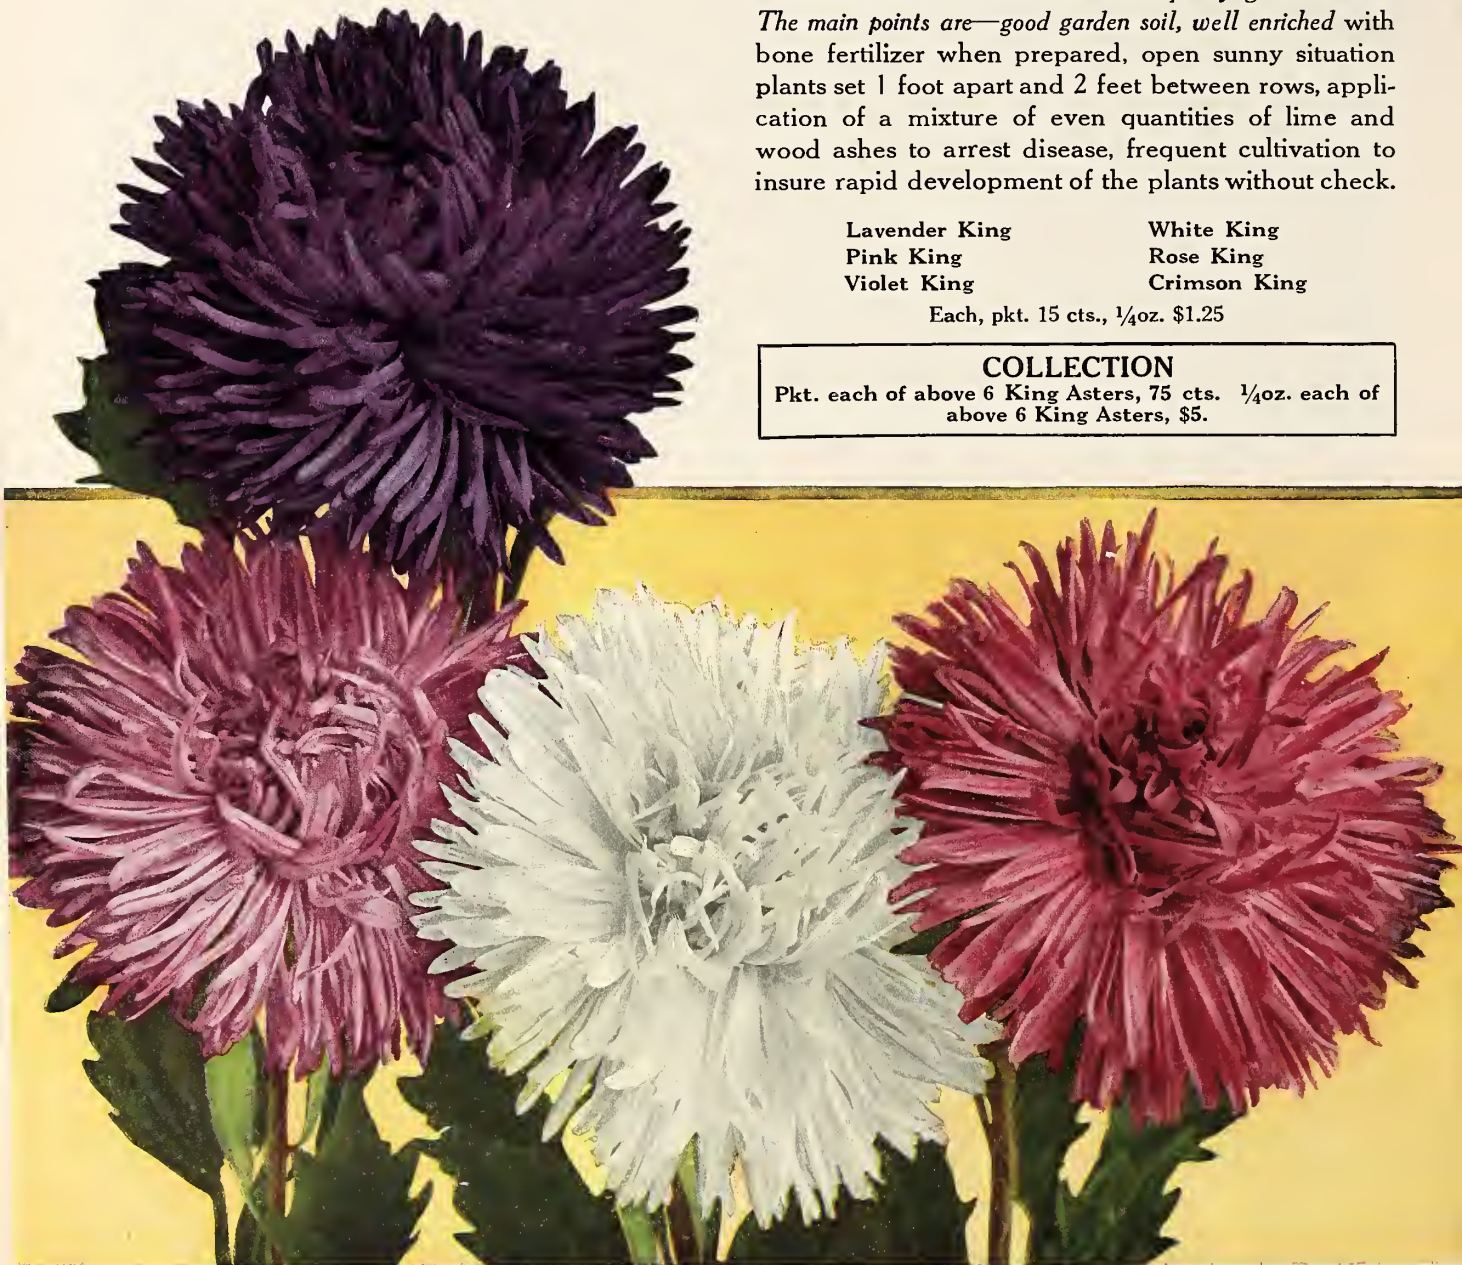 The main points are—good garden soil, well enriched with
bone fertilizer when prepared, open sunny situation
plants set 1 foot apart and 2 feet between rows, appli-
cation of a mixture of even quantities of lime and
wood ashes to arrest disease, frequent cultivation to
insure rapid development of the plants without check.
Lavender King
Pink King
Violet King
White King
Rose King
Crimson King
Each, pkt. 15 cts., ¼oz. $1.25
COLLECTION
Pkt. each of above 6 King Asters, 75 cts. ¼oz. each of
above 6 King Asters, $5.